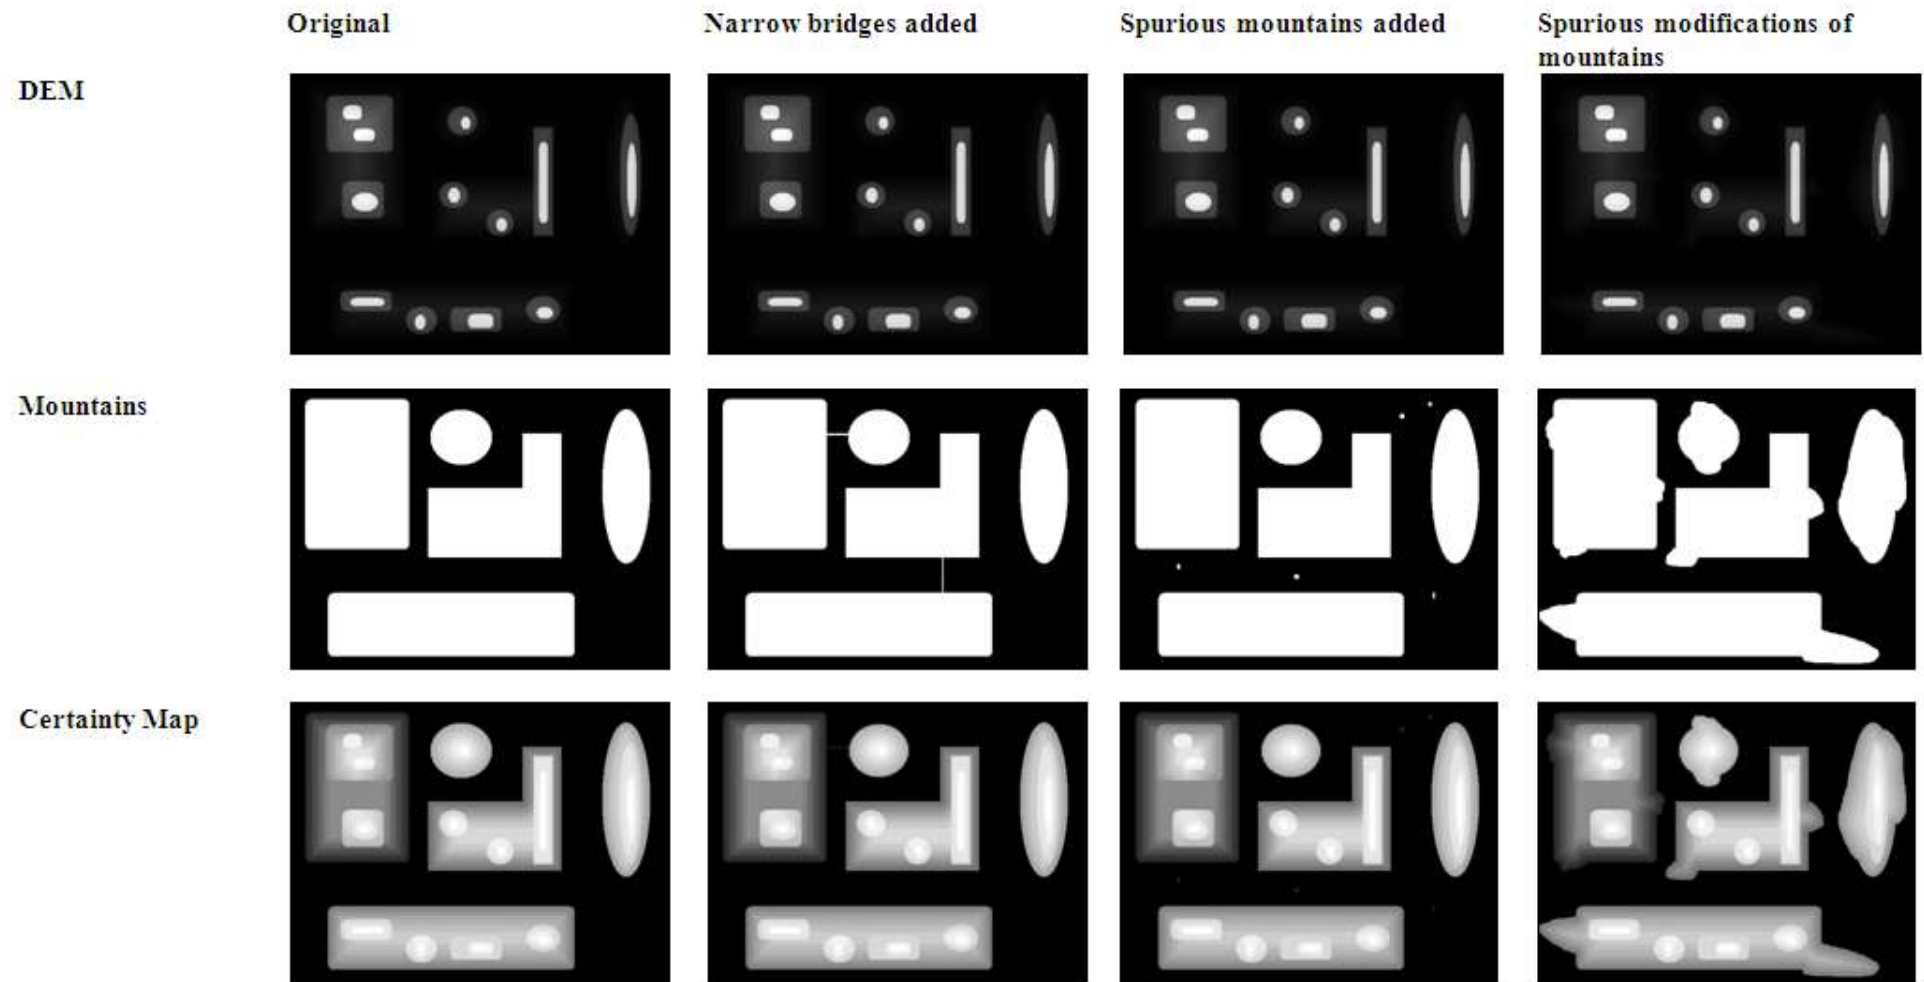 Original
Narrow bridges added
Spurious mountains added
Spurious modifications of
mountains
DEM
Mountains
Certainty Map